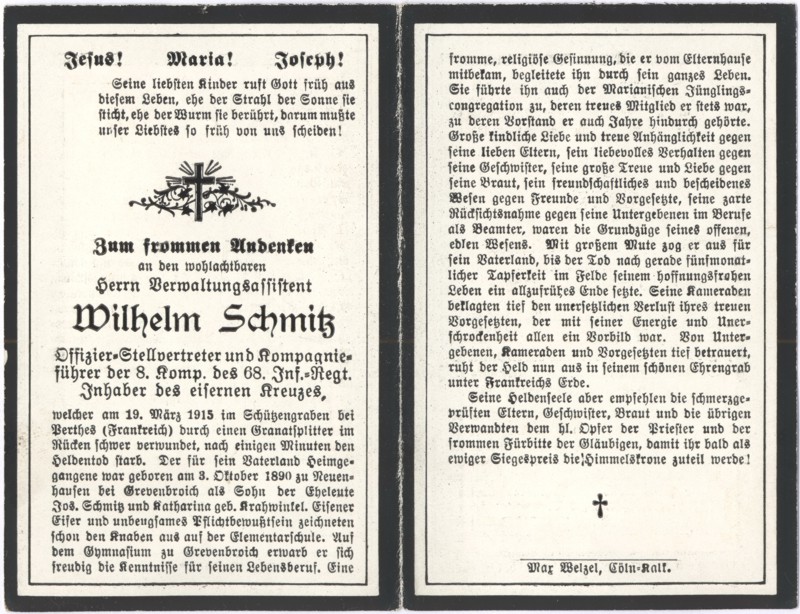 Jesus! Maria! Joseph!
Seine liebsten Kinder ruft Gott früh aus
diesem Leben, ehe der Strahl der Sonne sie
sticht, ehe der Wurm sie berührt, darum mußte
unser Liebstes so früh von uns scheiden!
Zum frommen Andenken
an den wohlachtbaren
Herrn Verwaltungsassistent
Wilhelm Schmitz
Offizier-Stellvertreter und Kompagnie-
führer der 8. Komp. des 68. Inf.-Regt.
Inhaber des eisernen Kreuzes,
welcher am 19. März 1915 im Schützengraben bei
Perthes (Frankreich) durch einen Granatsplitter im
Rücken schwer verwundet, nach einigen Minuten den
Heldentod starb. Der für sein Vaterland Heimge-
gangene war geboren am 3. Oktober 1890 zu Neuen-
hausen bei Grevenbroich als Sohn der Eheleute
Jos. Schmitz und Katharina geb. Krahwinkel. Eisener
Eifer und unbeugsames Pflichtbewußtsein zeichneten
schon den Knaben aus auf der Elementarschule. Auf
dem Gymnasium zu Grevenbroich erwarb er sich
freudig die Kenntnisse für seinen Lebensberuf. Eine
fromme, religiöse Gesinnung, die er vom Elternhause
mitbekam, begleitete ihn durch sein ganzes Leben.
Sie führte ihn auch der Marianischen Jünglings-
congregation zu, deren treues Mitglied er stets war,
zu deren Vorstand er auch Jahre hindurch gehörte.
Große kindliche Liebe und treue Anhänglichkeit gegen
seine lieben Eltern, sein liebevolles Verhalten gegen
seine Geschwister, seine große Treue und Liebe gegen
seine Braut, sein freundschaftliches und bescheidenes
Wesen gegen Freunde und Vorgesetzte, seine zarte
Rücksichtsnahme gegen seine Untergebenen im Berufe
als Beamter, waren die Grundzüge seines offenen,
edlen Wesens. Mit großem Mute zog er aus für
sein Vaterland, bis der Tod nach gerade fünfmonat-
licher Tapferkeit im Felde seinem hoffnungsfrohen
Leben ein allzufrühes Ende setzte. Seine Kameraden
beklagten tief den unersetzlichen Verlust ihres treuen
Vorgesetzten, der mit seiner Energie und Uner-
schrockenheit allen ein Vorbild war. Von Unter-
gebenen, Kameraden und Vorgesetzten tief betrauert,
ruht der Held nun aus in seinem schönen Ehrengrab
unter Frankreichs Erde.
Seine Heldenseele aber empfehlen die schmerzge-
prüften Eltern, Geschwister, Braut und die übrigen
Verwandten dem hl. Opfer der Priester und der
frommen Fürbitte der Gläubigen, damit ihr bald als
ewiger Siegespreis die Himmelskrone zuteil werde!
Max Welzel, Cöln-Kalk.